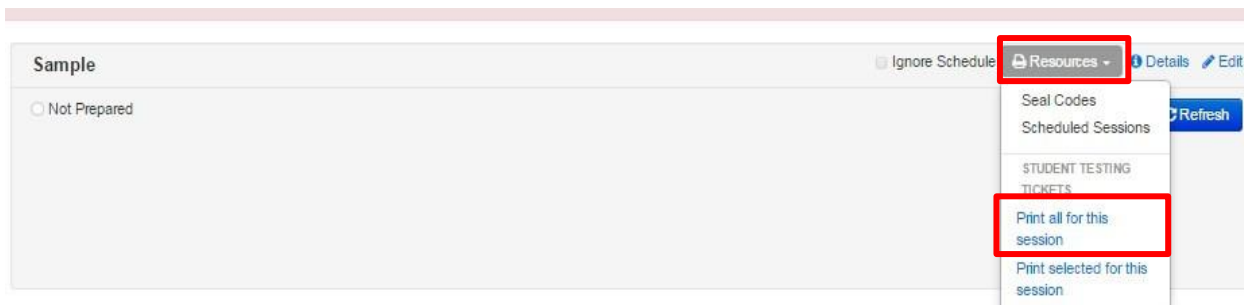 Sample Ignore Schedule Resources Details Edit
Not Prepared
Refresh
Seal Codes
Scheduled Sessions
STUDENT TESTING
TICKETS
Print all for this
session
Print selected for this
session